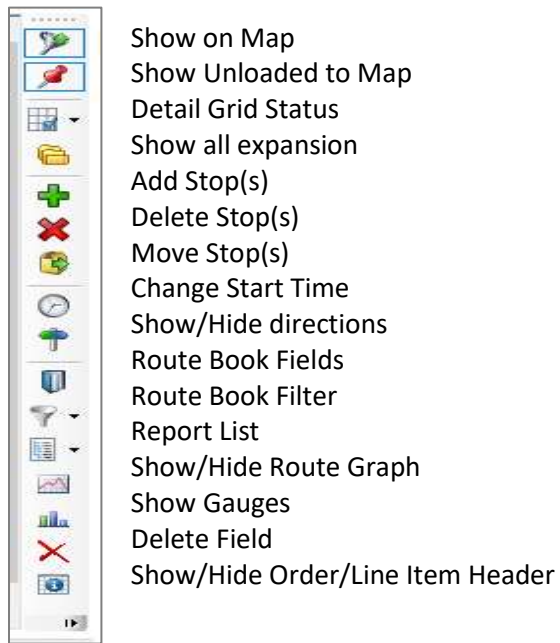 Show on Map
Show Unloaded to Map
Detail Grid Status
Show all expansion
Add Stop(s)
Delete Stop(s)
Move Stop(s)
Change Start Time
Show/Hide directions
Route Book Fields
Route Book Filter
Report List
Show/Hide Route Graph
Show Gauges
Delete Field
Show/Hide Order/Line Item Header